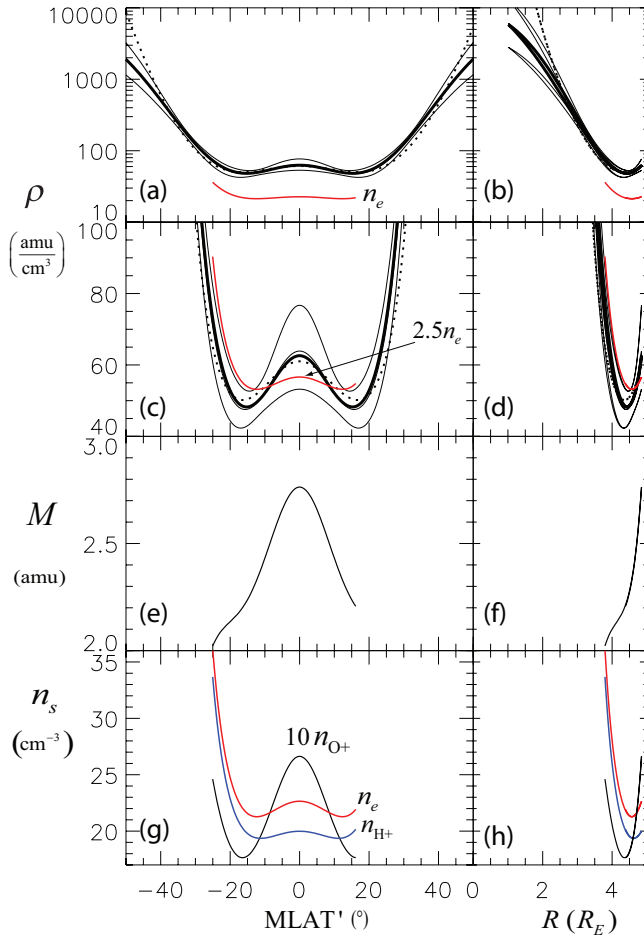 10000
1000
100
10
ρ
(amu/cm³)
(a)
n_e
(b)
100
80
60
40
2.5n_e
(c)
(d)
3.0
2.5
2.0
M
(amu)
(e)
(f)
35
30
25
20
n_s
(cm⁻³)
10 n_O+
n_e
n_H+
(g)
(h)
−40 −20 0 20 40 0 2 4
MLAT' (°)
R (R_E)